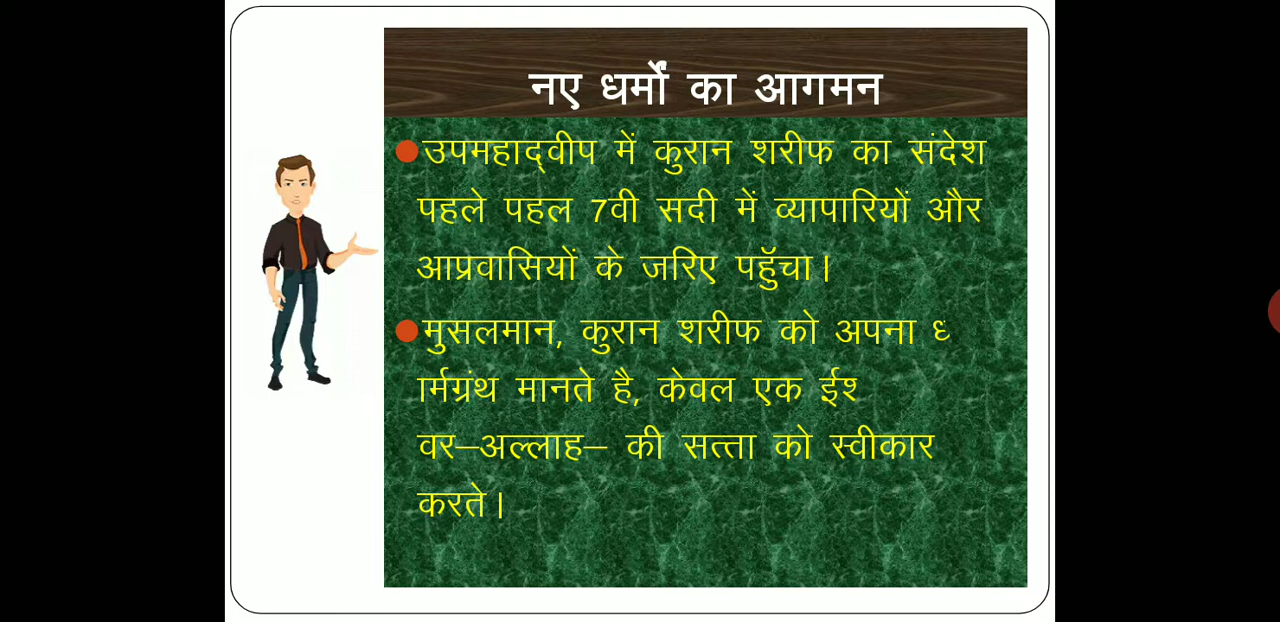 नए धर्मों का आगमन
उपमहाद्वीप में कुरान शरीफ का संदेश
पहले पहल 7वी सदी में व्यापारियों और
आप्रवासियों के जरिए पहुॅचा।
मुसलमान, कुरान शरीफ को अपना ध
र्मग्रंथ मानते है, केवल एक ईश
वर–अल्लाह– की सत्ता को स्वीकार
करते।